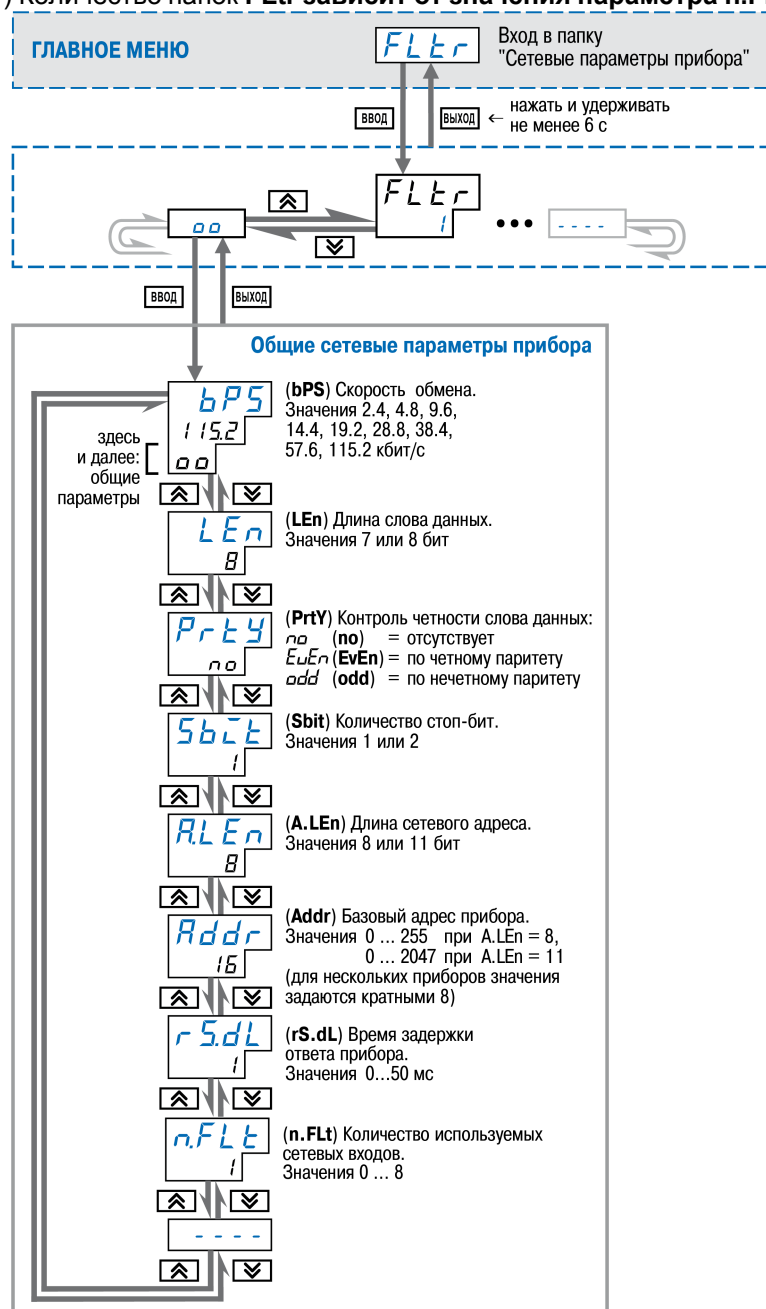 ) Количество папок FLtr зависит от значения параметра n.F
ГЛАВНОЕ МЕНЮ
FLtr
Вход в папку
"Сетевые параметры прибора"
ВВОД
ВЫХОД
← нажать и удерживать
не менее 6 с
FLtr
1
oo
•••
- - - -
ВВОД
ВЫХОД
Общие сетевые параметры прибора
bPS
115.2
oo
здесь
и далее:
общие
параметры
(bPS) Скорость обмена.
Значения 2.4, 4.8, 9.6,
14.4, 19.2, 28.8, 38.4,
57.6, 115.2 кбит/с
LEn
8
(LEn) Длина слова данных.
Значения 7 или 8 бит
PrtY
no
(PrtY) Контроль четности слова данных:
no (no) = отсутствует
EvEn (EvEn) = по четному паритету
odd (odd) = по нечетному паритету
Sbit
1
(Sbit) Количество стоп-бит.
Значения 1 или 2
A.LEn
8
(A.LEn) Длина сетевого адреса.
Значения 8 или 11 бит
Addr
16
(Addr) Базовый адрес прибора.
Значения 0 ... 255 при A.LEn = 8,
0 ... 2047 при A.LEn = 11
(для нескольких приборов значения
задаются кратными 8)
rS.dL
1
(rS.dL) Время задержки
ответа прибора.
Значения 0...50 мс
n.FLt
1
(n.FLt) Количество используемых
сетевых входов.
Значения 0 ... 8
- - - -